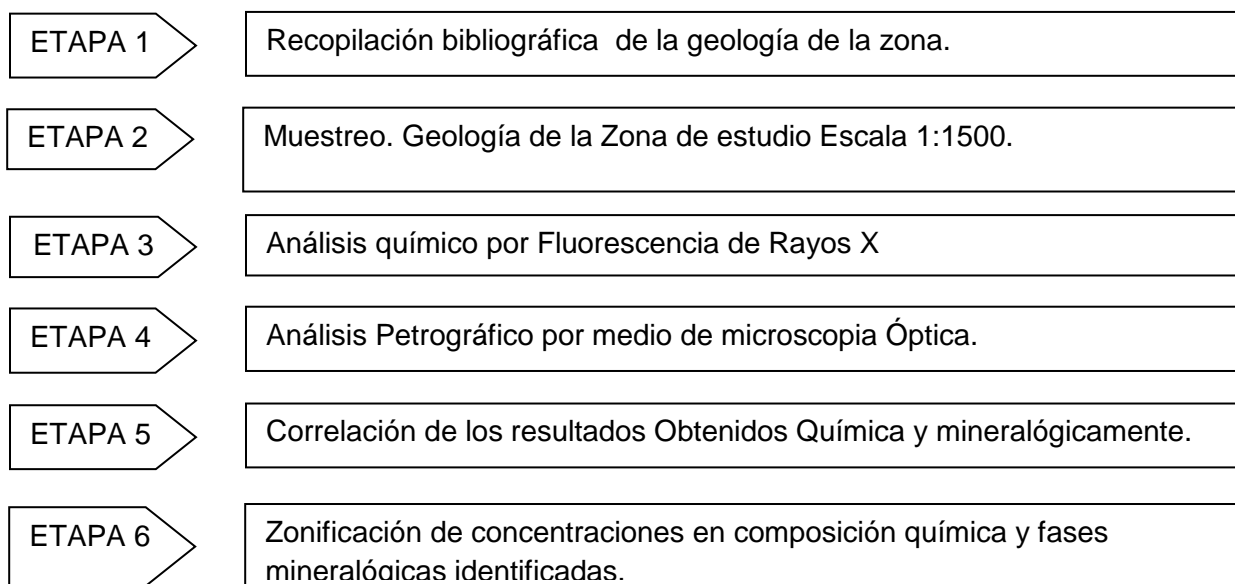 ETAPA 1
Recopilación bibliográfica  de la geología de la zona.
ETAPA 2
Muestreo. Geología de la Zona de estudio Escala 1:1500.
ETAPA 3
Análisis químico por Fluorescencia de Rayos X
ETAPA 4
Análisis Petrográfico por medio de microscopia Óptica.
ETAPA 5
Correlación de los resultados Obtenidos Química y mineralógicamente.
ETAPA 6
Zonificación de concentraciones en composición química y fases
mineralógicas identificadas.